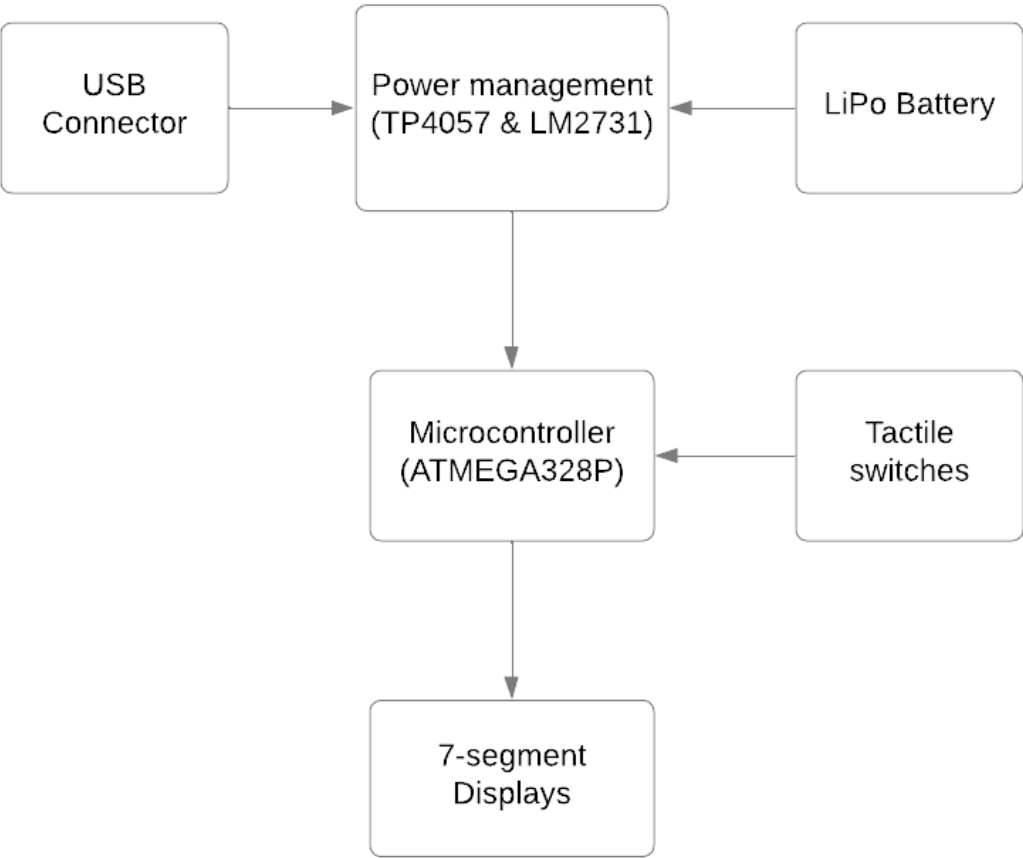 USB
Connector
Power management
(TP4057 & LM2731)
LiPo Battery
Microcontroller
(ATMEGA328P)
Tactile
switches
7-segment
Displays